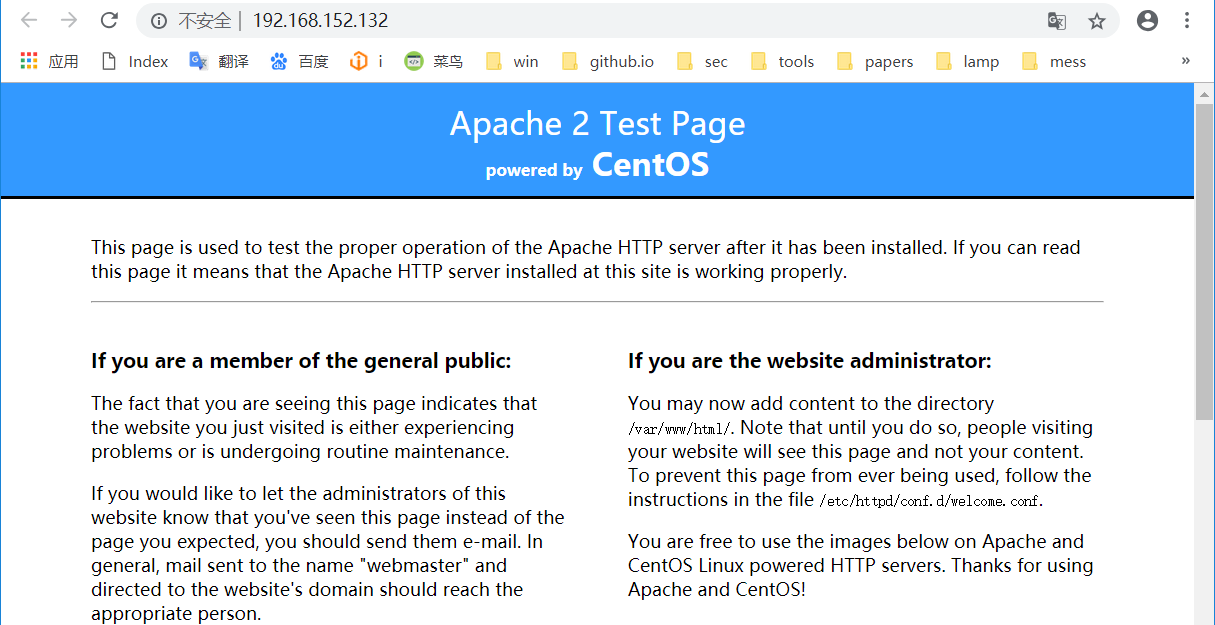 不安全 | 192.168.152.132
应用 Index 翻译 百度 i 菜鸟 win github.io sec tools papers lamp mess »
Apache 2 Test Page
powered by CentOS
This page is used to test the proper operation of the Apache HTTP server after it has been installed. If you can read
this page it means that the Apache HTTP server installed at this site is working properly.
If you are a member of the general public:
The fact that you are seeing this page indicates that
the website you just visited is either experiencing
problems or is undergoing routine maintenance.
If you would like to let the administrators of this
website know that you've seen this page instead of the
page you expected, you should send them e-mail. In
general, mail sent to the name "webmaster" and
directed to the website's domain should reach the
appropriate person.
If you are the website administrator:
You may now add content to the directory
/var/www/html/. Note that until you do so, people visiting
your website will see this page and not your content.
To prevent this page from ever being used, follow the
instructions in the file /etc/httpd/conf.d/welcome.conf.
You are free to use the images below on Apache and
CentOS Linux powered HTTP servers. Thanks for using
Apache and CentOS!